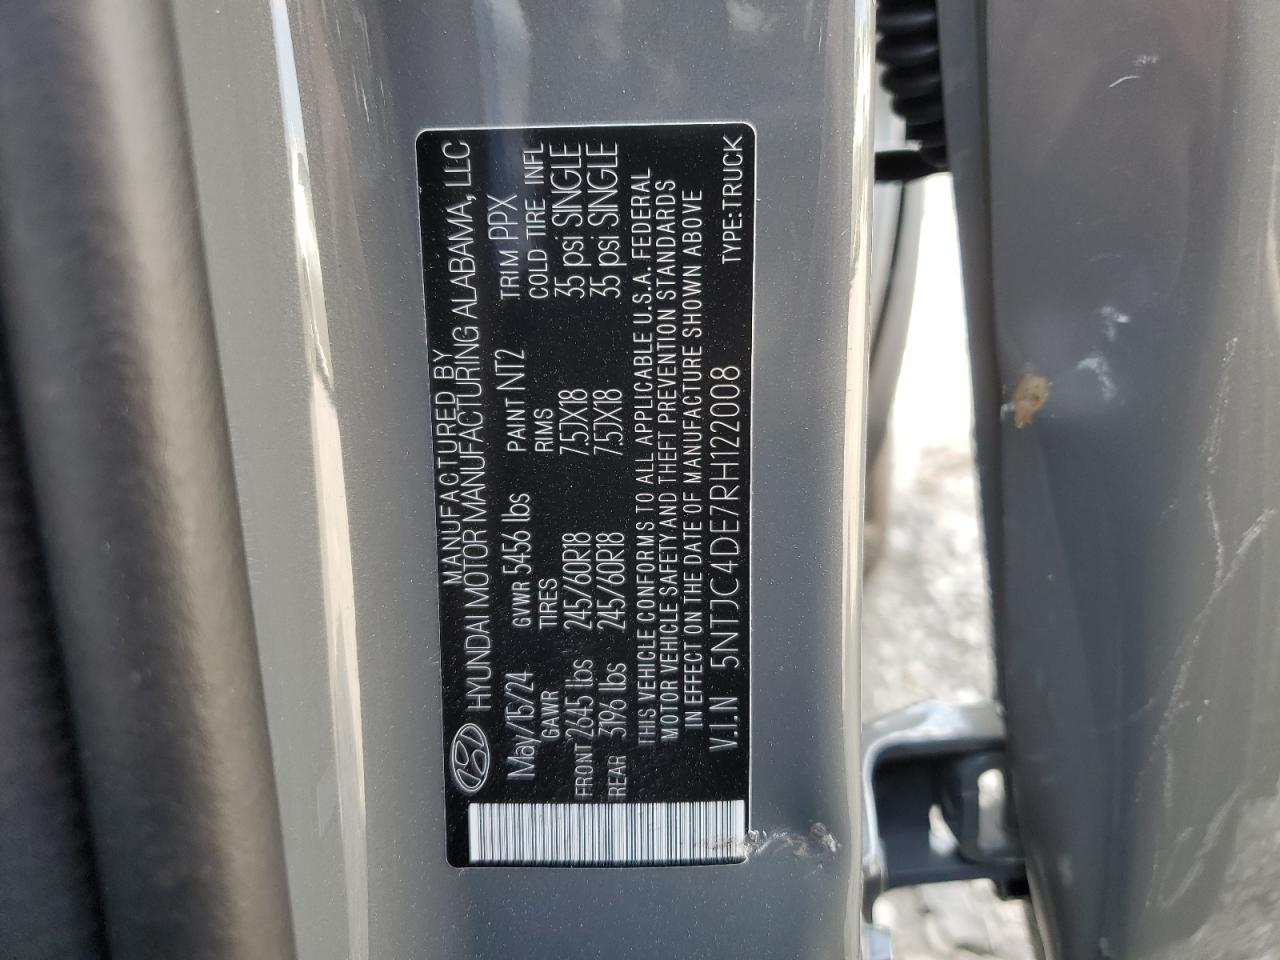 MANUFACTURED BY
HYUNDAI MOTOR MANUFACTURING ALABAMA, LLC
May/15/24 GVWR 5456 lbs PAINT NT2 TRIM PPX
GAWR TIRES RIMS COLD TIRE INFL
FRONT 2645 lbs 245/60R18 7.5JX18 35 psi SINGLE
REAR 3196 lbs 245/60R18 7.5JX18 35 psi SINGLE
THIS VEHICLE CONFORMS TO ALL APPLICABLE U.S.A. FEDERAL
MOTOR VEHICLE SAFETY AND THEFT PREVENTION STANDARDS
IN EFFECT ON THE DATE OF MANUFACTURE SHOWN ABOVE
V.I.N 5NTJC4DE7RH122008 TYPE:TRUCK